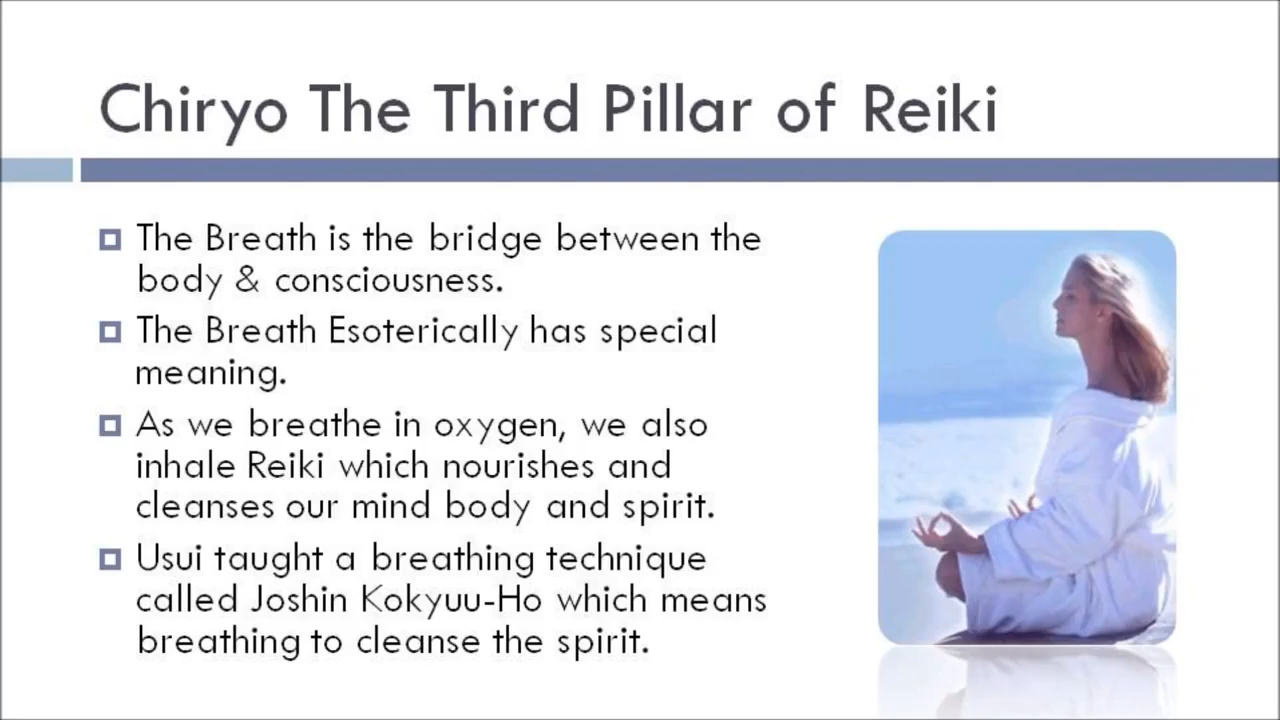 Chiryo The Third Pillar of Reiki
The Breath is the bridge between the
body & consciousness.
The Breath Esoterically has special
meaning.
As we breathe in oxygen, we also
inhale Reiki which nourishes and
cleanses our mind body and spirit.
Usui taught a breathing technique
called Joshin Kokyuu-Ho which means
breathing to cleanse the spirit.